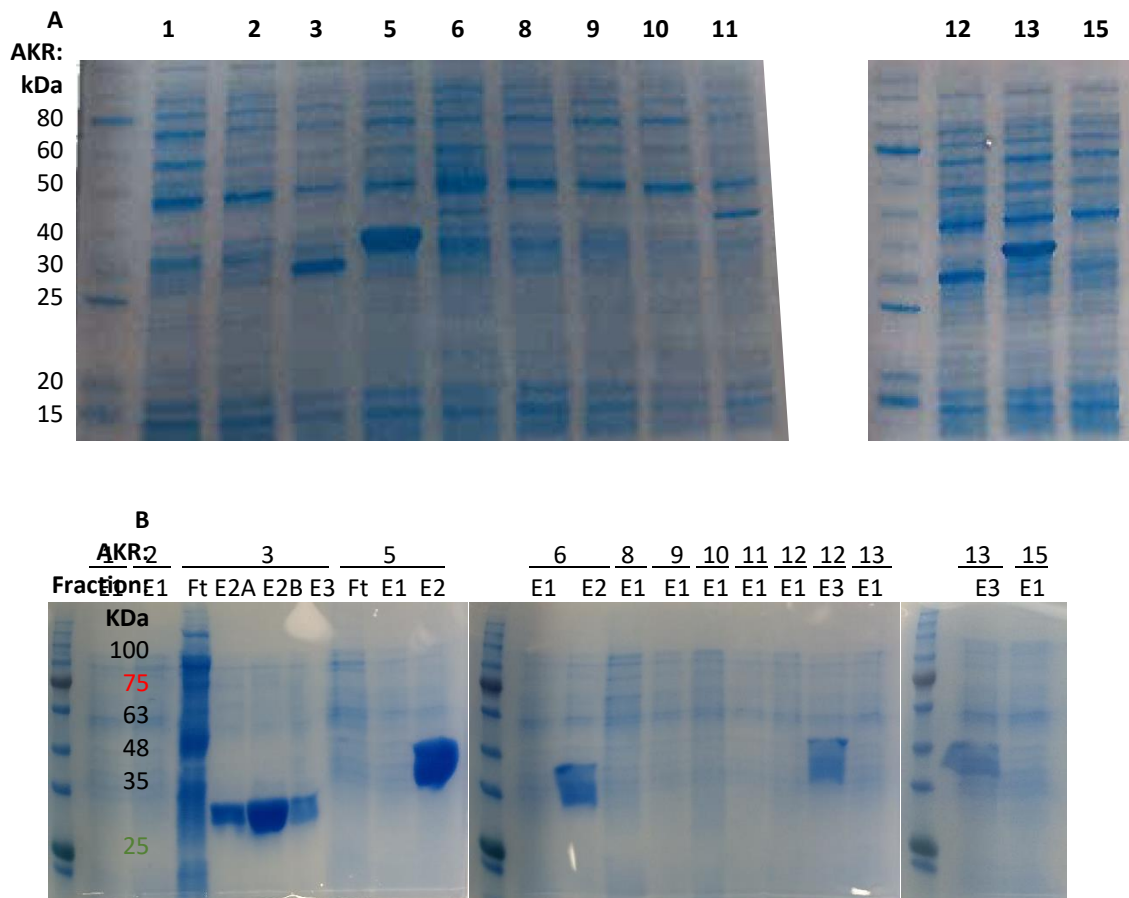 A
AKR: 1 2 3 5 6 8 9 10 11 12 13 15
kDa
80
60
50
40
30
25
20
15
B
AKR: 1 2 3 5 6 8 9 10 11 12 12 13 13 15
Fraction: E1 E1 Ft E2A E2B E3 Ft E1 E2 E1 E2 E1 E1 E1 E1 E1 E3 E1 E3 E1
KDa
100
75
63
48
35
25